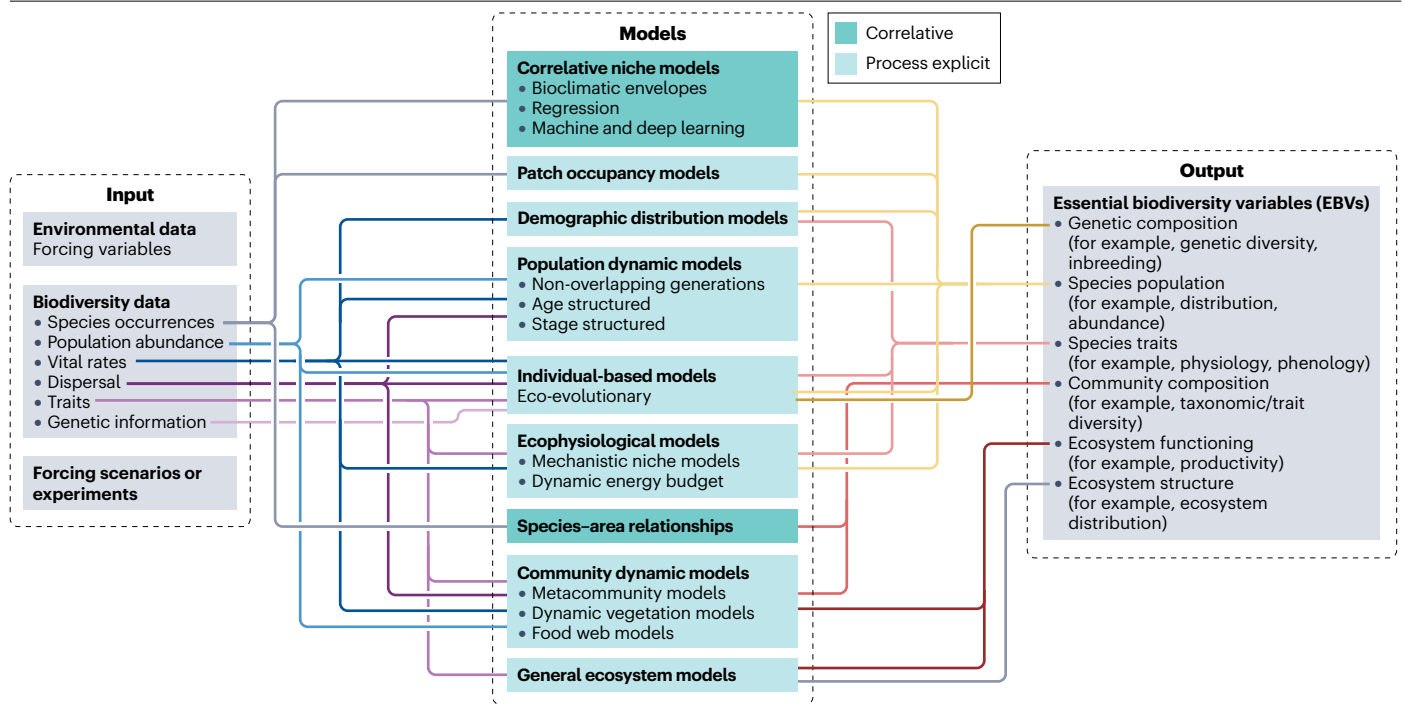 Input
Environmental data
Forcing variables
Biodiversity data
• Species occurrences
• Population abundance
• Vital rates
• Dispersal
• Traits
• Genetic information
Forcing scenarios or
experiments
Models
Correlative niche models
• Bioclimatic envelopes
• Regression
• Machine and deep learning
Patch occupancy models
Demographic distribution models
Population dynamic models
• Non-overlapping generations
• Age structured
• Stage structured
Individual-based models
Eco-evolutionary
Ecophysiological models
• Mechanistic niche models
• Dynamic energy budget
Species–area relationships
Community dynamic models
• Metacommunity models
• Dynamic vegetation models
• Food web models
General ecosystem models
Correlative
Process explicit
Output
Essential biodiversity variables (EBVs)
• Genetic composition
(for example, genetic diversity,
inbreeding)
• Species population
(for example, distribution,
abundance)
• Species traits
(for example, physiology, phenology)
• Community composition
(for example, taxonomic/trait
diversity)
• Ecosystem functioning
(for example, productivity)
• Ecosystem structure
(for example, ecosystem
distribution)